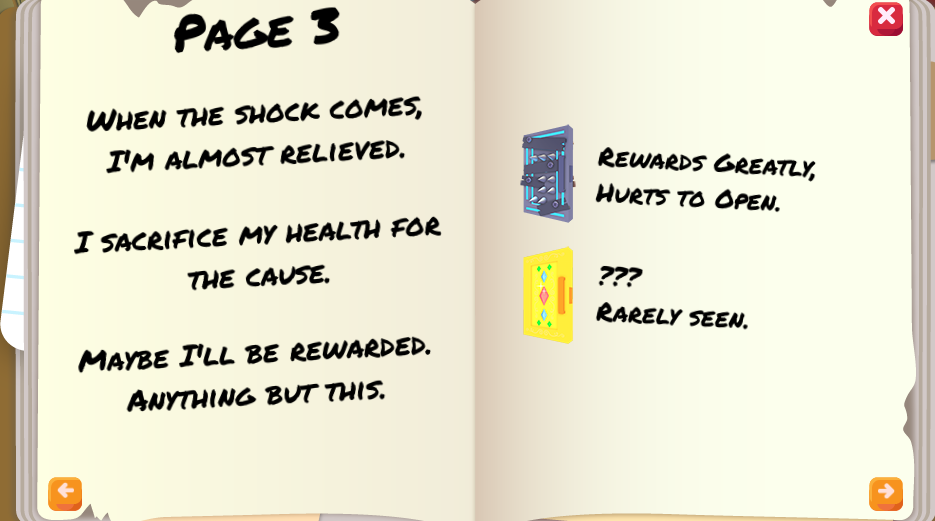 Page 3
When the shock comes,
I'm almost relieved.
I sacrifice my health for
the cause.
Maybe I'll be rewarded.
Anything but this.
Rewards Greatly,
Hurts to Open.
???
Rarely seen.